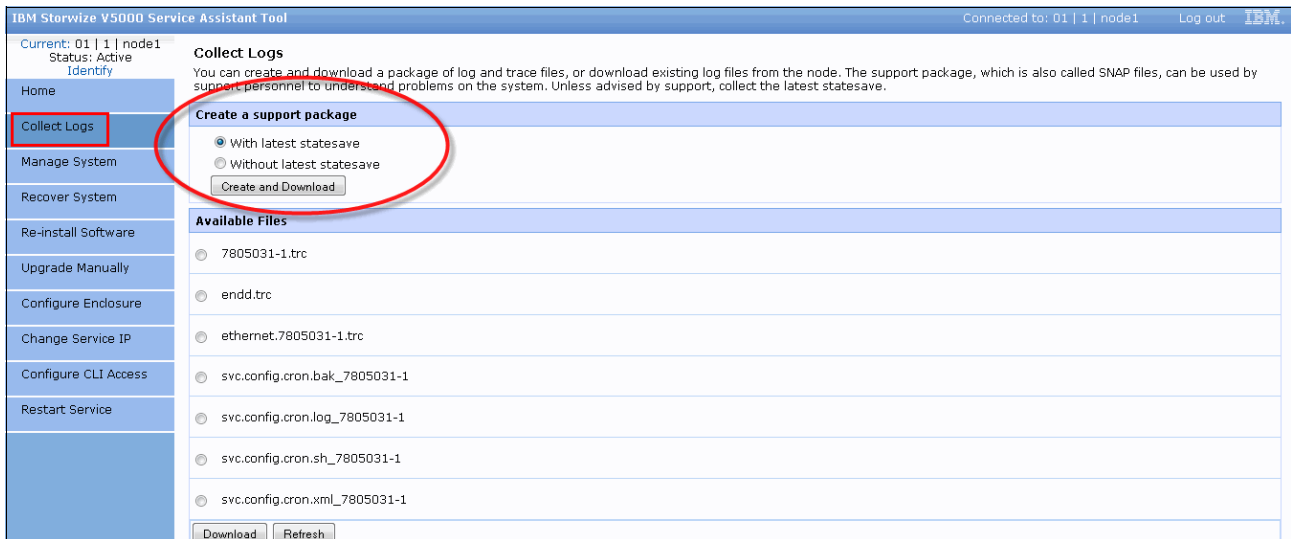 IBM Storwize V5000 Service Assistant Tool
Connected to: 01 | 1 | node1
Log out
IBM.
Current: 01 | 1 | node1
Status: Active
Identify
Home
Collect Logs
Manage System
Recover System
Re-install Software
Upgrade Manually
Configure Enclosure
Change Service IP
Configure CLI Access
Restart Service
Collect Logs
You can create and download a package of log and trace files, or download existing log files from the node. The support package, which is also called SNAP files, can be used by
support personnel to understand problems on the system. Unless advised by support, collect the latest statesave.
Create a support package
With latest statesave
Without latest statesave
Create and Download
Available Files
7805031-1.trc
endd.trc
ethernet.7805031-1.trc
svc.config.cron.bak_7805031-1
svc.config.cron.log_7805031-1
svc.config.cron.sh_7805031-1
svc.config.cron.xml_7805031-1
Download
Refresh